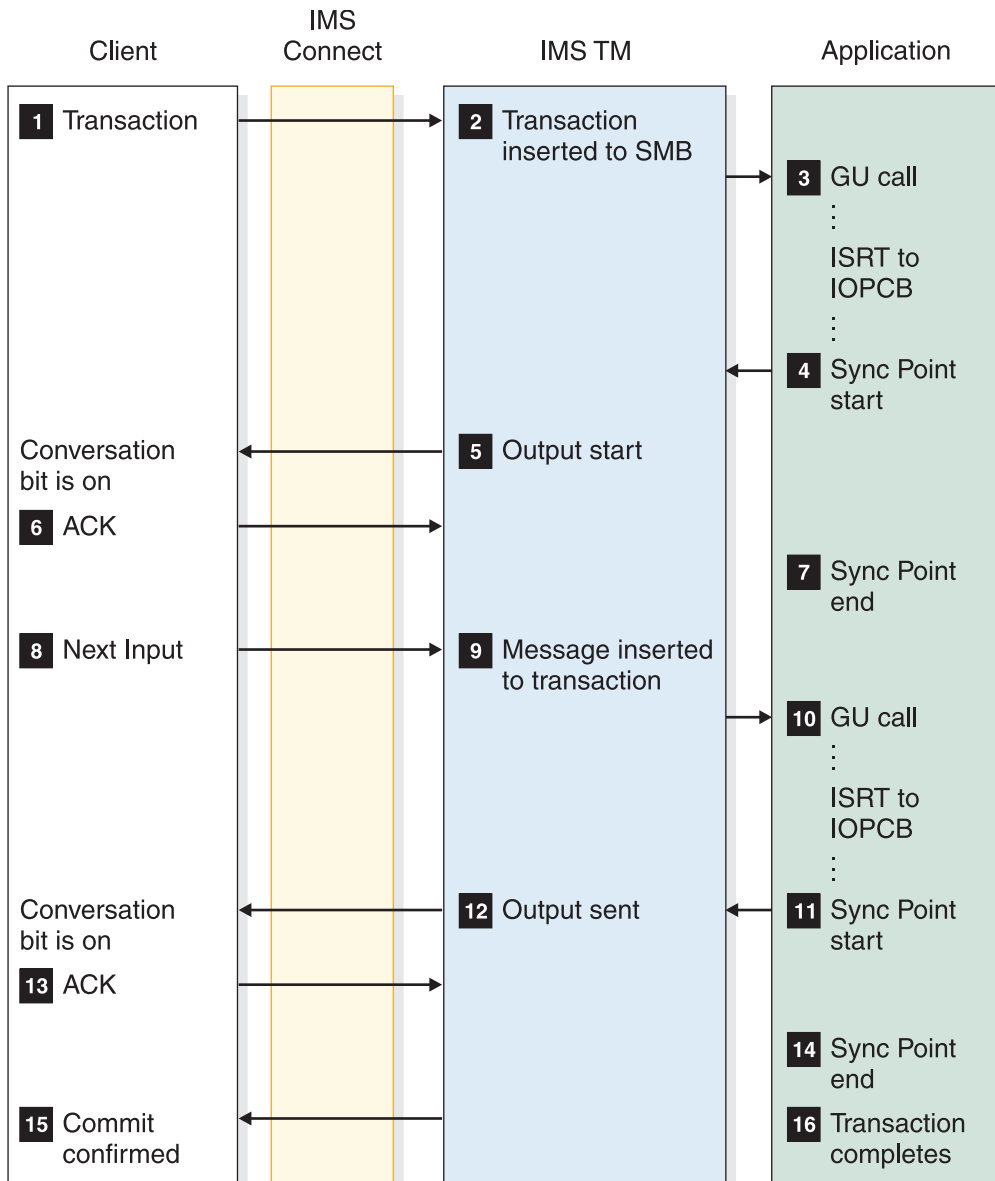 Client
IMS
Connect
IMS TM
Application
1 Transaction
2 Transaction
inserted to SMB
3 GU call
ISRT to
IOPCB
4 Sync Point
start
Conversation
bit is on
5 Output start
6 ACK
7 Sync Point
end
8 Next Input
9 Message inserted
to transaction
10 GU call
ISRT to
IOPCB
11 Sync Point
start
12 Output sent
Conversation
bit is on
13 ACK
14 Sync Point
end
15 Commit
confirmed
16 Transaction
completes